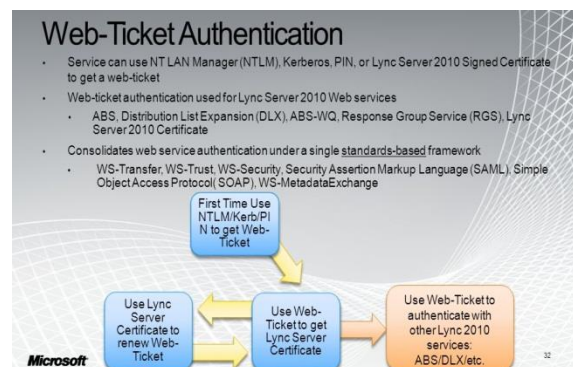 Web-Ticket Authentication
• Service can use NT LAN Manager (NTLM), Kerberos, PIN, or Lync Server 2010 Signed Certificate
to get a web-ticket
• Web-ticket authentication used for Lync Server 2010 Web services
• ABS, Distribution List Expansion (DLX), ABS-WQ, Response Group Service (RGS), Lync
Server 2010 Certificate
• Consolidates web service authentication under a single standards-based framework
• WS-Transfer, WS-Trust, WS-Security, Security Assertion Markup Language (SAML), Simple
Object Access Protocol( SOAP), WS-MetadataExchange
First Time Use
NTLM/Kerb/PI
N to get Web-
Ticket
Use Lync
Server
Certificate to
renew Web-
Ticket
Use Web-
Ticket to get
Lync Server
Certificate
Use Web-Ticket to
authenticate with
other Lync 2010
services:
ABS/DLX/etc.
Microsoft
32